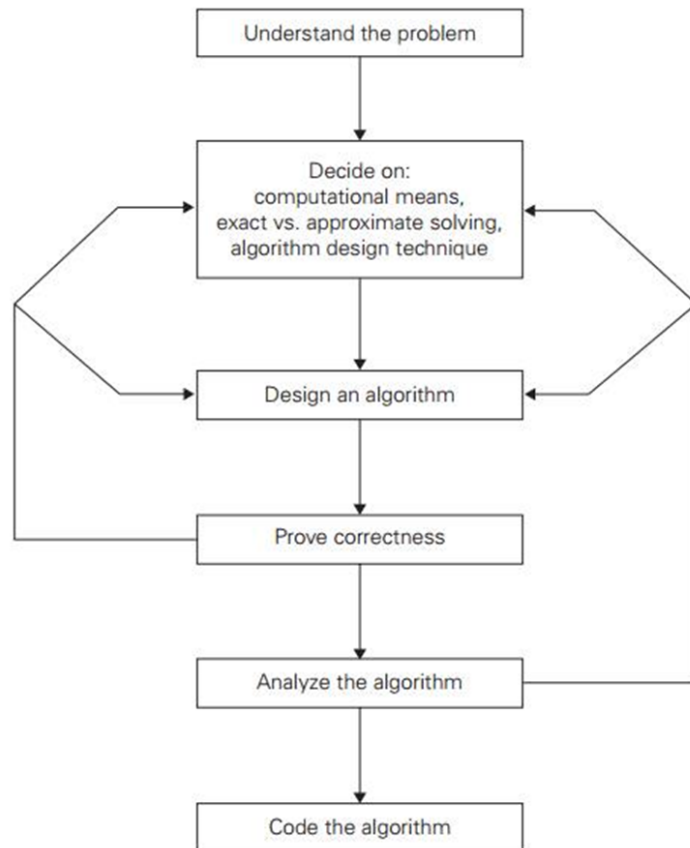 Understand the problem
Decide on:
computational means,
exact vs. approximate solving,
algorithm design technique
Design an algorithm
Prove correctness
Analyze the algorithm
Code the algorithm